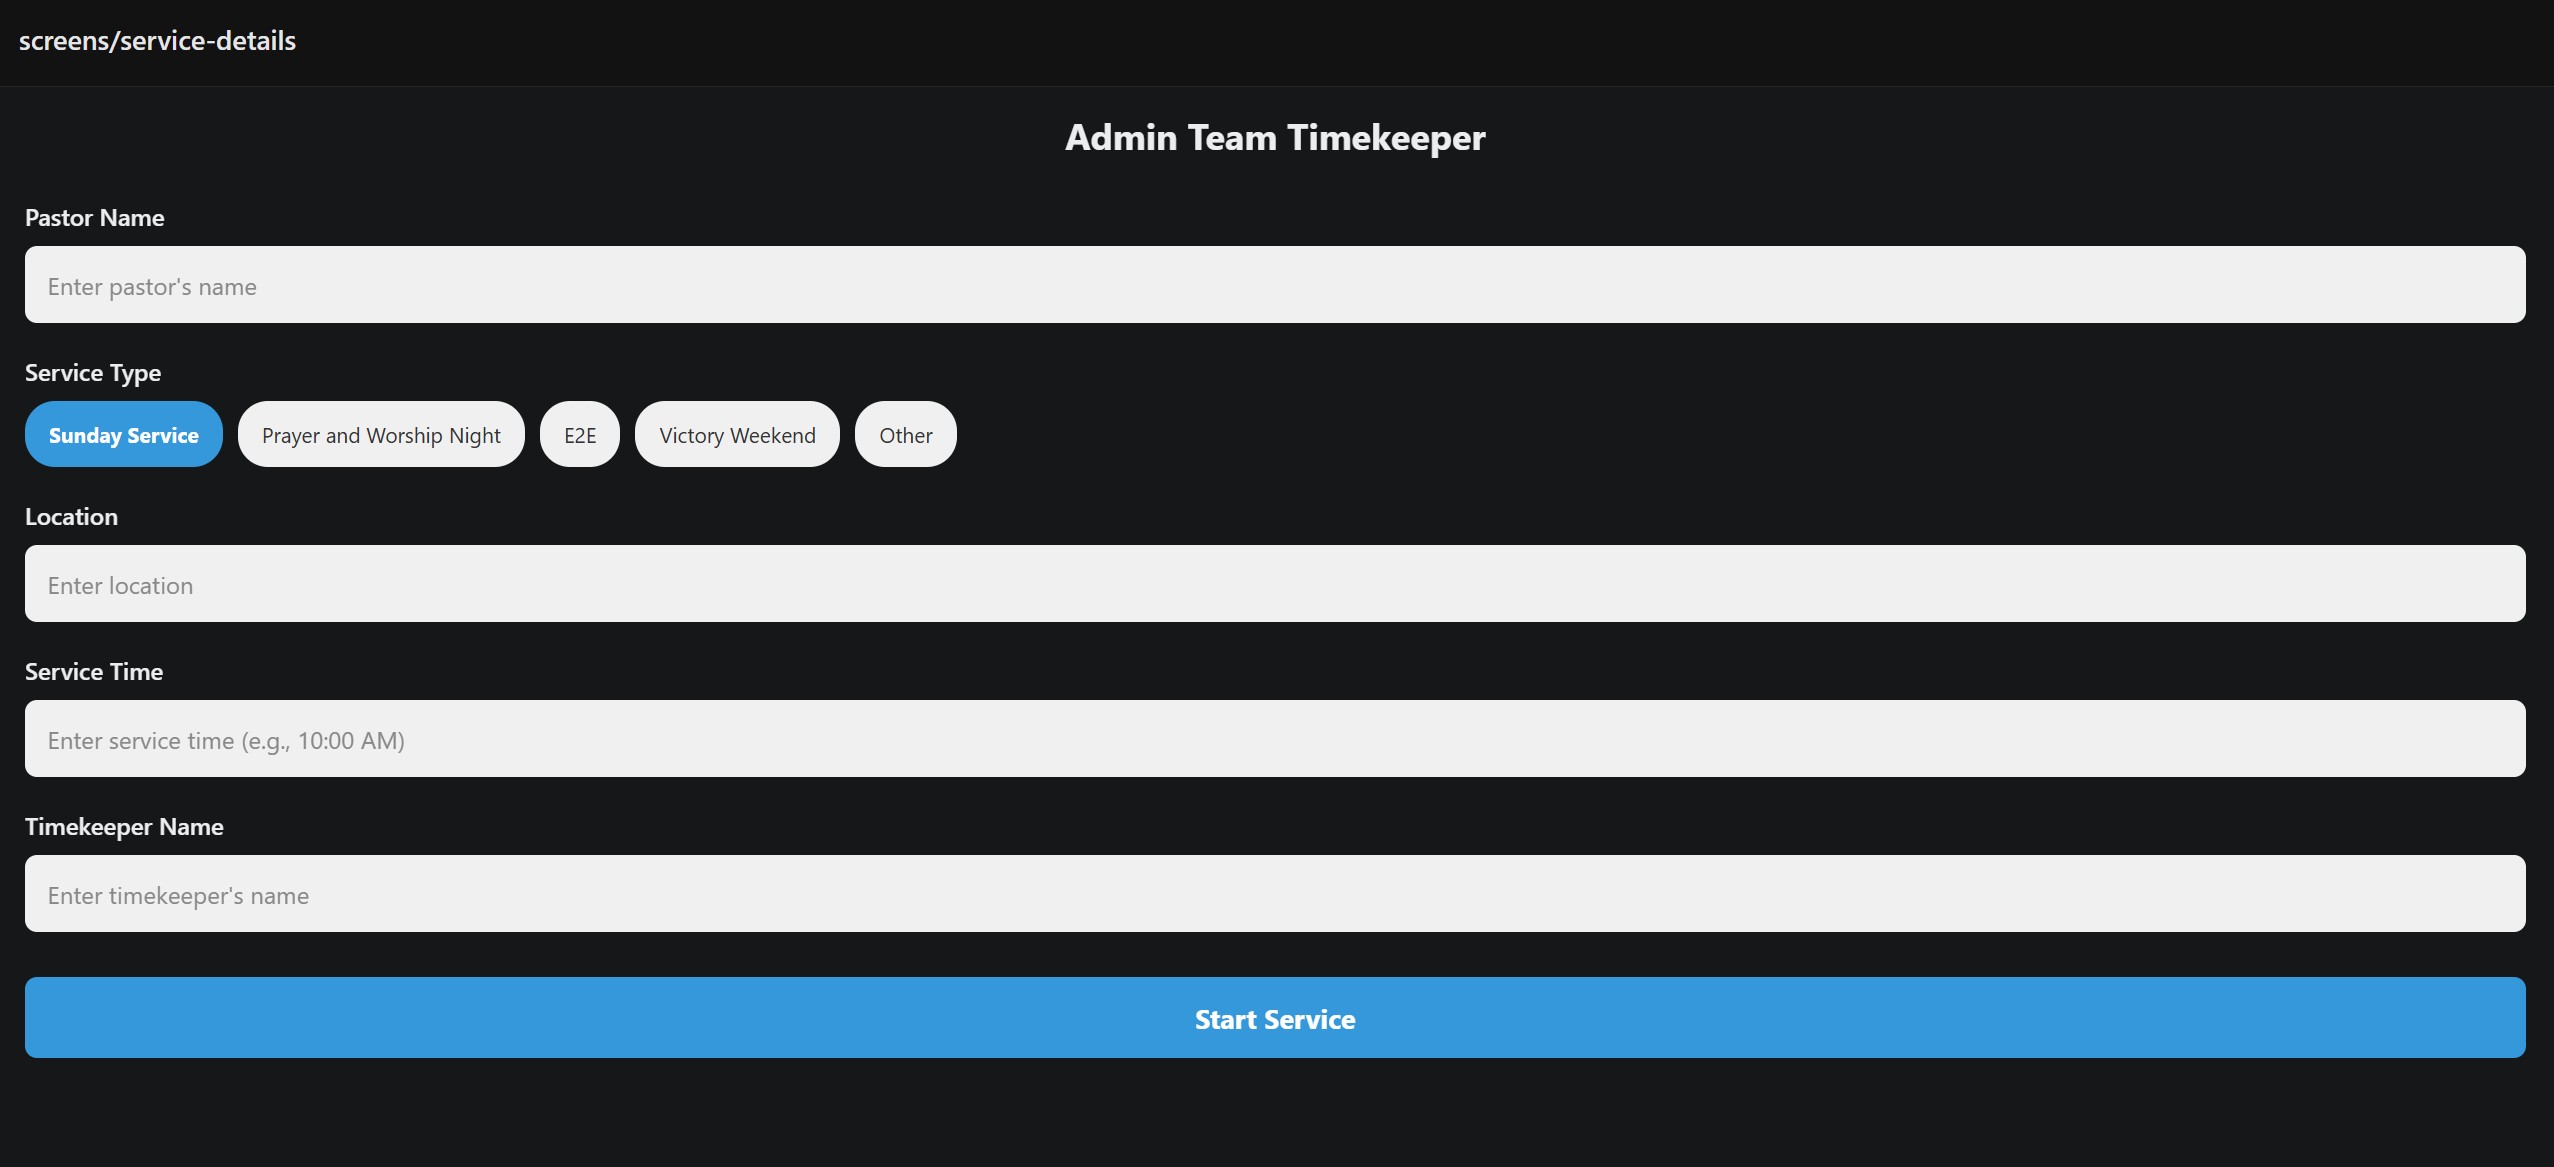 screens/service-details
Admin Team Timekeeper
Pastor Name
Enter pastor's name
Service Type
Sunday Service Prayer and Worship Night E2E Victory Weekend Other
Location
Enter location
Service Time
Enter service time (e.g., 10:00 AM)
Timekeeper Name
Enter timekeeper's name
Start Service